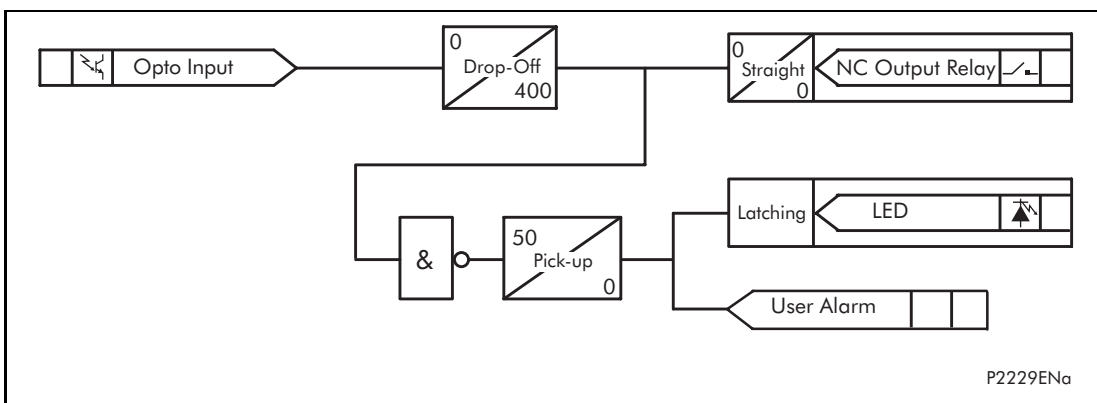 Opto Input
0
Drop-Off
400
0
Straight
0
NC Output Relay
&
50
Pick-up
0
Latching
LED
User Alarm
P2229ENa